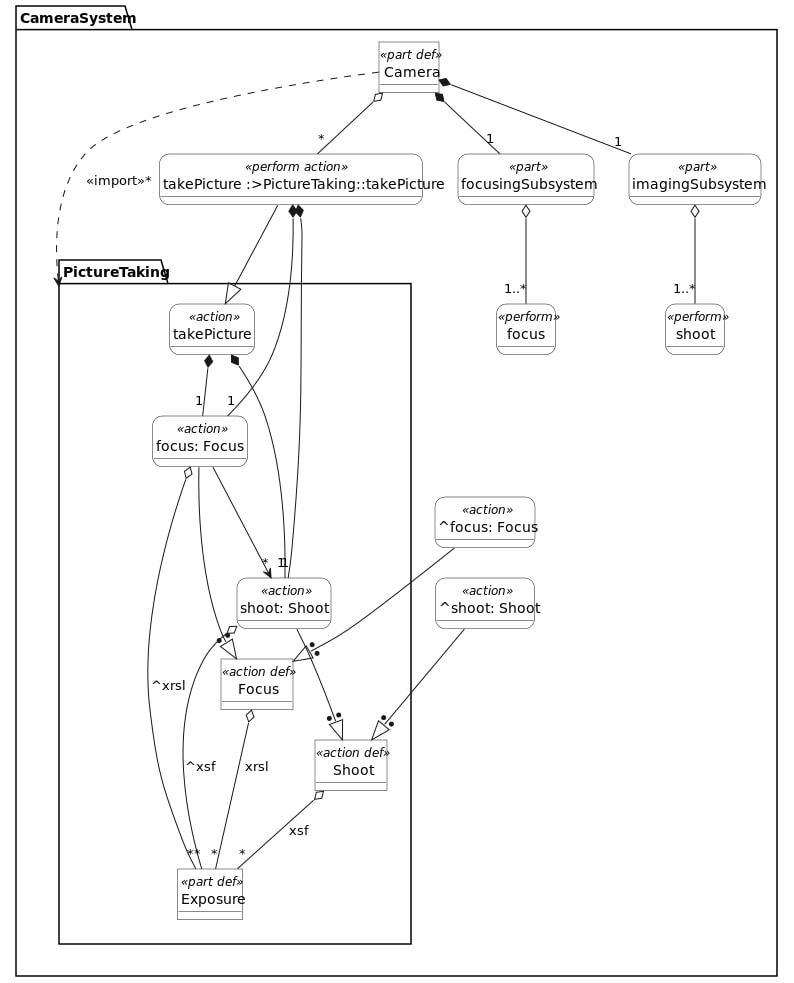 CameraSystem
«part def»
Camera
*
1
1
«perform action»
takePicture :>PictureTaking::takePicture
«part»
focusingSubsystem
«part»
imagingSubsystem
«import»*
PictureTaking
1..*
1..*
«action»
takePicture
«perform»
focus
«perform»
shoot
1
1
«action»
focus: Focus
«action»
^focus: Focus
*
1
1
«action»
shoot: Shoot
«action»
^shoot: Shoot
«action def»
Focus
^xrsl
«action def»
Shoot
^xsf
xrsl
xsf
*
*
*
*
«part def»
Exposure